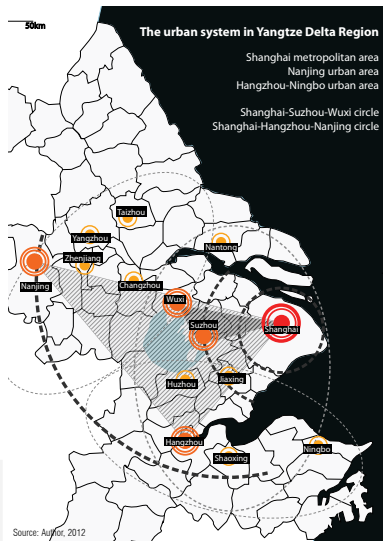 50km
The urban system in Yangtze Delta Region
Shanghai metropolitan area
Nanjing urban area
Hangzhou-Ningbo urban area
Shanghai-Suzhou-Wuxi circle
Shanghai-Hangzhou-Nanjing circle
Taizhou
Yangzhou
Nantong
Zhenjiang
Nanjing
Changzhou
Wuxi
Suzhou
Shanghai
Huzhou
Jiaxing
Hangzhou
Ningbo
Shaoxing
Source: Author, 2012